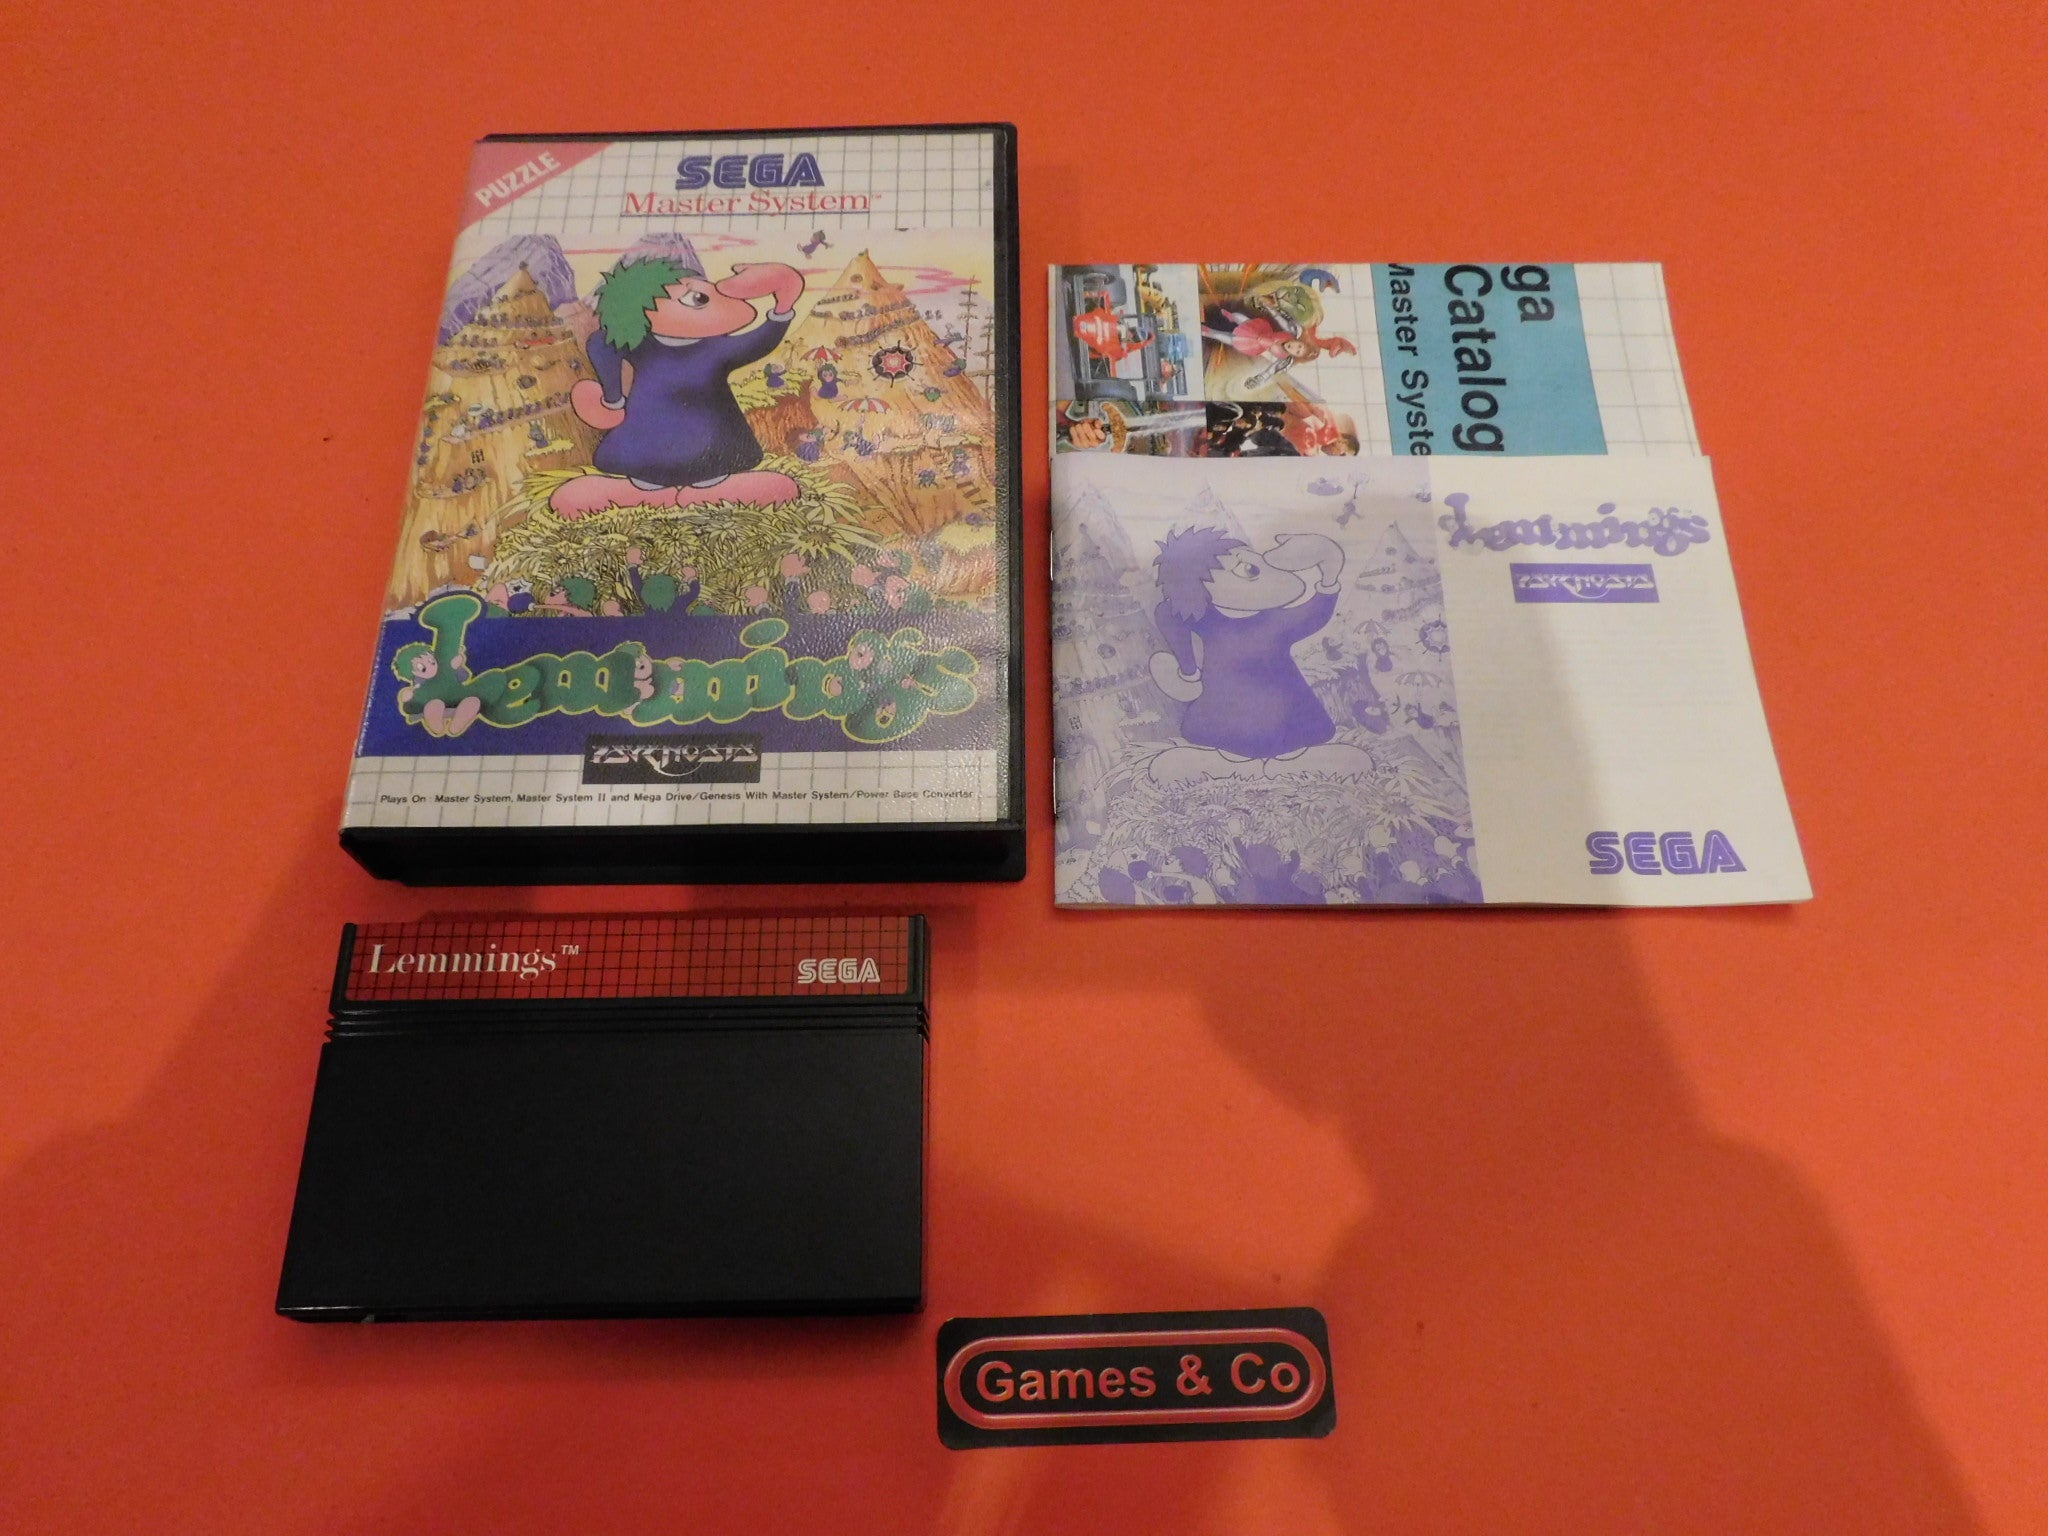 PUZZLE
SEGA
Master System™
Lemmings
PSYGNOSIS
Plays On: Master System, Master System II and Mega Drive/Genesis With Master System/Power Base Converter
ga
Catalog
Master Syste
Lemmings
PSYGNOSIS
SEGA
Lemmings™
SEGA
Games & Co